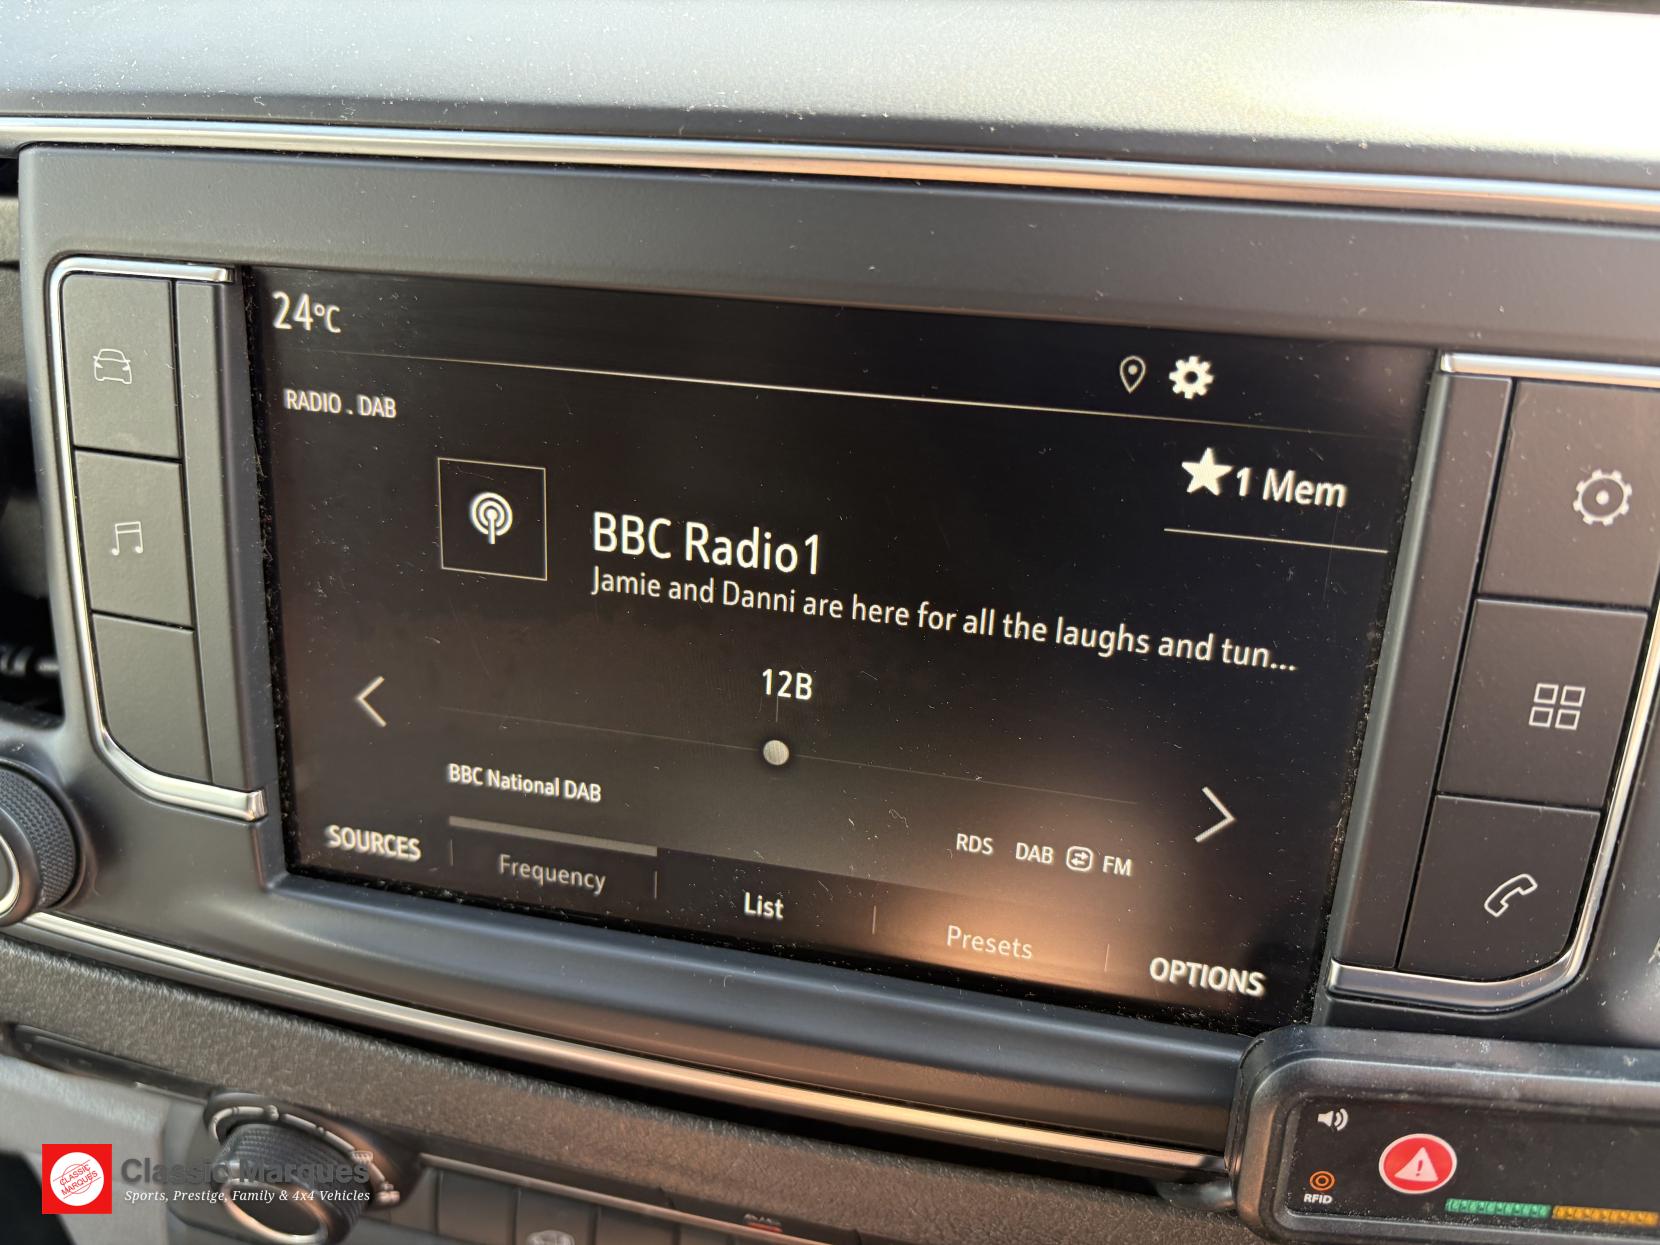 24°C
RADIO . DAB
★1 Mem
BBC Radio1
Jamie and Danni are here for all the laughs and tun...
12B
BBC National DAB
RDS DAB FM
SOURCES
Frequency
List
Presets
OPTIONS
RFID
CLASSIC MARQUES
Classic Marques
Sports, Prestige, Family & 4x4 Vehicles